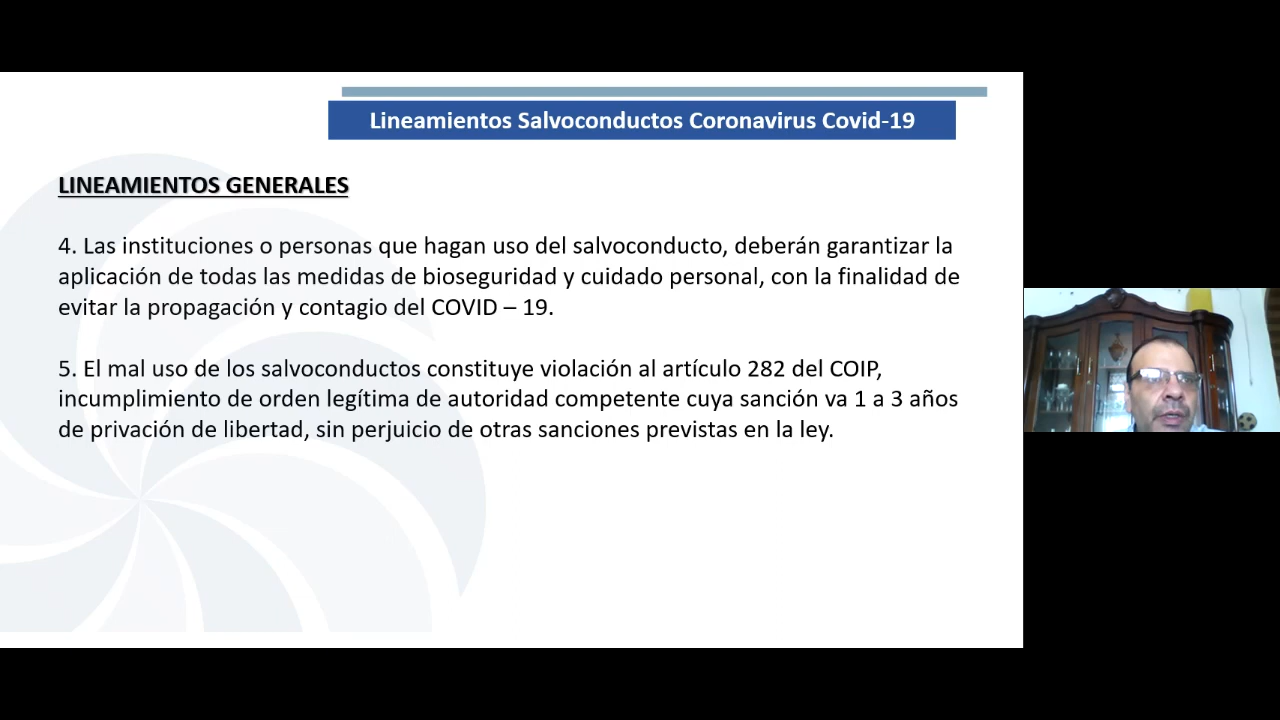 Lineamientos Salvoconductos Coronavirus Covid-19
LINEAMIENTOS GENERALES
4. Las instituciones o personas que hagan uso del salvoconducto, deberán garantizar la
aplicación de todas las medidas de bioseguridad y cuidado personal, con la finalidad de
evitar la propagación y contagio del COVID – 19.
5. El mal uso de los salvoconductos constituye violación al artículo 282 del COIP,
incumplimiento de orden legítima de autoridad competente cuya sanción va 1 a 3 años
de privación de libertad, sin perjuicio de otras sanciones previstas en la ley.